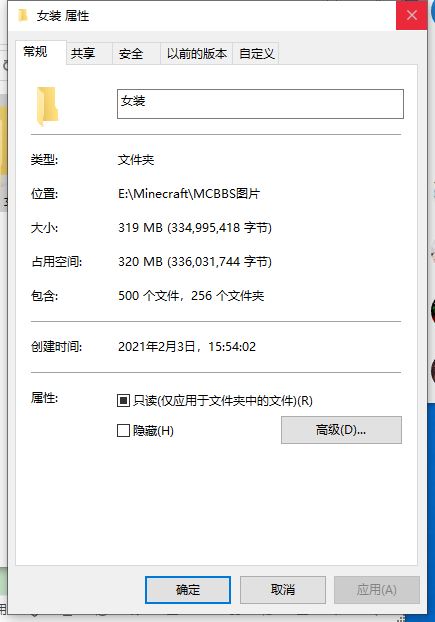 女装 属性
常规 共享 安全 以前的版本 自定义
女装
类型: 文件夹
位置: E:\Minecraft\MCBBS图片
大小: 319 MB (334,995,418 字节)
占用空间: 320 MB (336,031,744 字节)
包含: 500 个文件，256 个文件夹
创建时间: 2021年2月3日，15:54:02
属性: 只读(仅应用于文件夹中的文件)(R)
隐藏(H) 高级(D)...
确定 取消 应用(A)